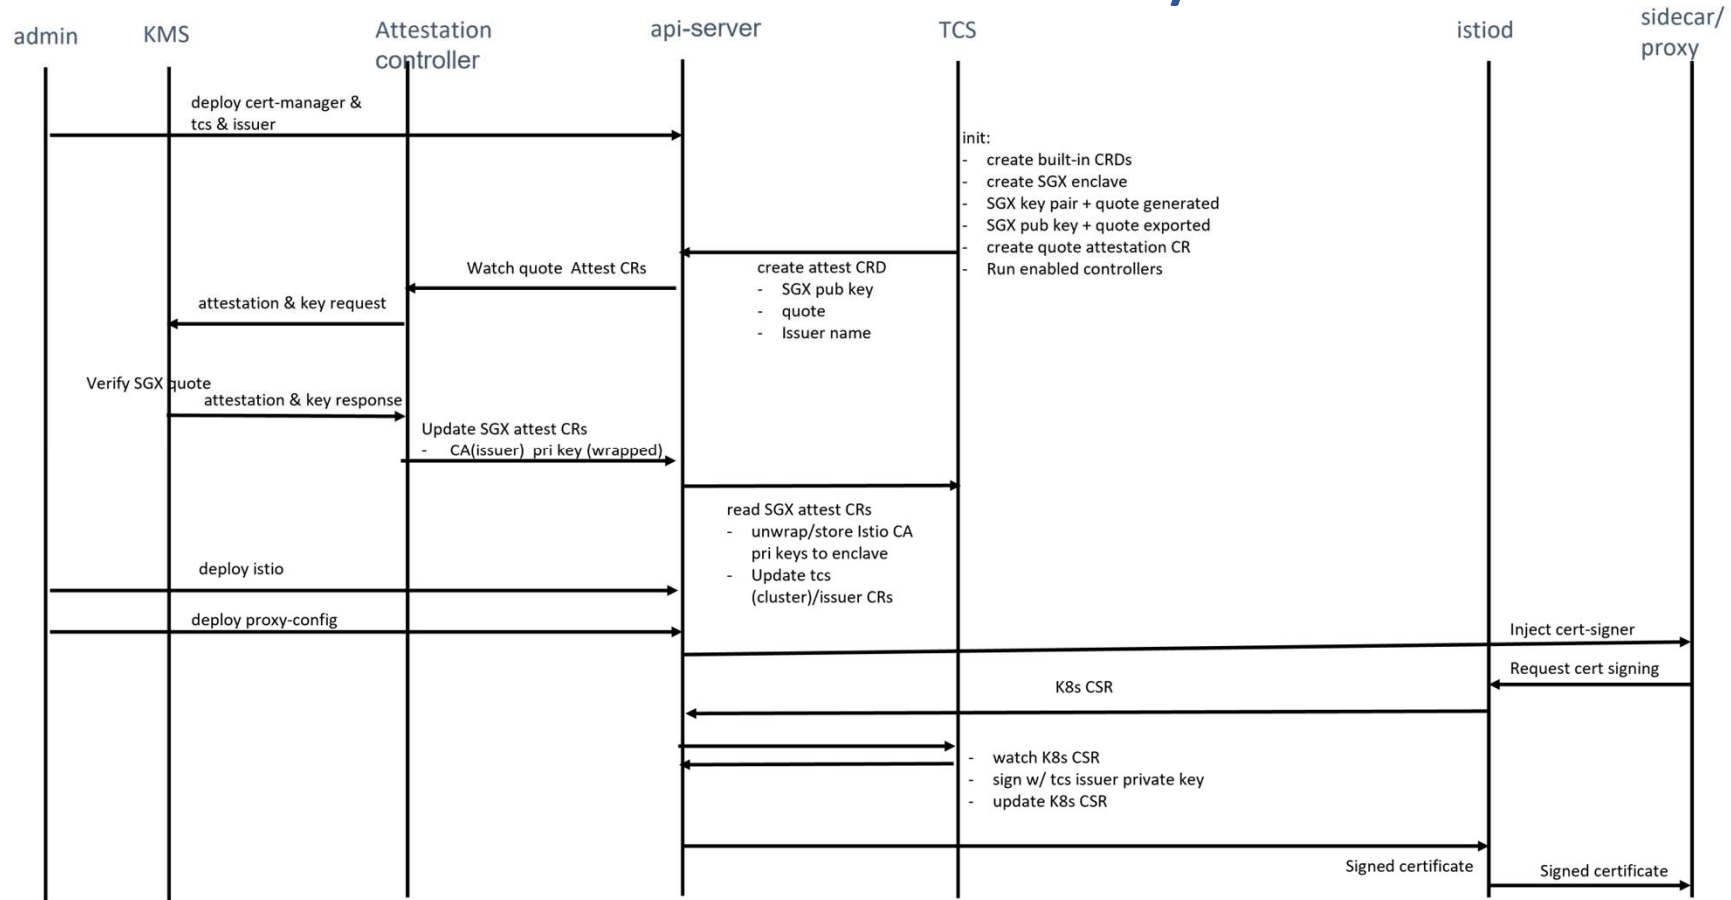 admin
KMS
Attestation
controller
api-server
TCS
istiod
sidecar/
proxy
deploy cert-manager &
tcs & issuer
init:
- create built-in CRDs
- create SGX enclave
- SGX key pair + quote generated
- SGX pub key + quote exported
- create quote attestation CR
- Run enabled controllers
Watch quote Attest CRs
create attest CRD
- SGX pub key
- quote
- Issuer name
attestation & key request
Verify SGX quote
attestation & key response
Update SGX attest CRs
- CA(issuer) pri key (wrapped)
read SGX attest CRs
- unwrap/store Istio CA
pri keys to enclave
- Update tcs
(cluster)/issuer CRs
deploy istio
deploy proxy-config
Inject cert-signer
Request cert signing
K8s CSR
- watch K8s CSR
- sign w/ tcs issuer private key
- update K8s CSR
Signed certificate
Signed certificate